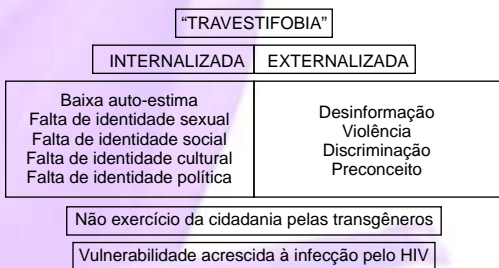 “TRAVESTIFOBIA”
INTERNALIZADA
EXTERNALIZADA
Baixa auto-estima
Falta de identidade sexual
Falta de identidade social
Falta de identidade cultural
Falta de identidade política
Desinformação
Violência
Discriminação
Preconceito
Não exercício da cidadania pelas transgêneros
Vulnerabilidade acrescida à infecção pelo HIV